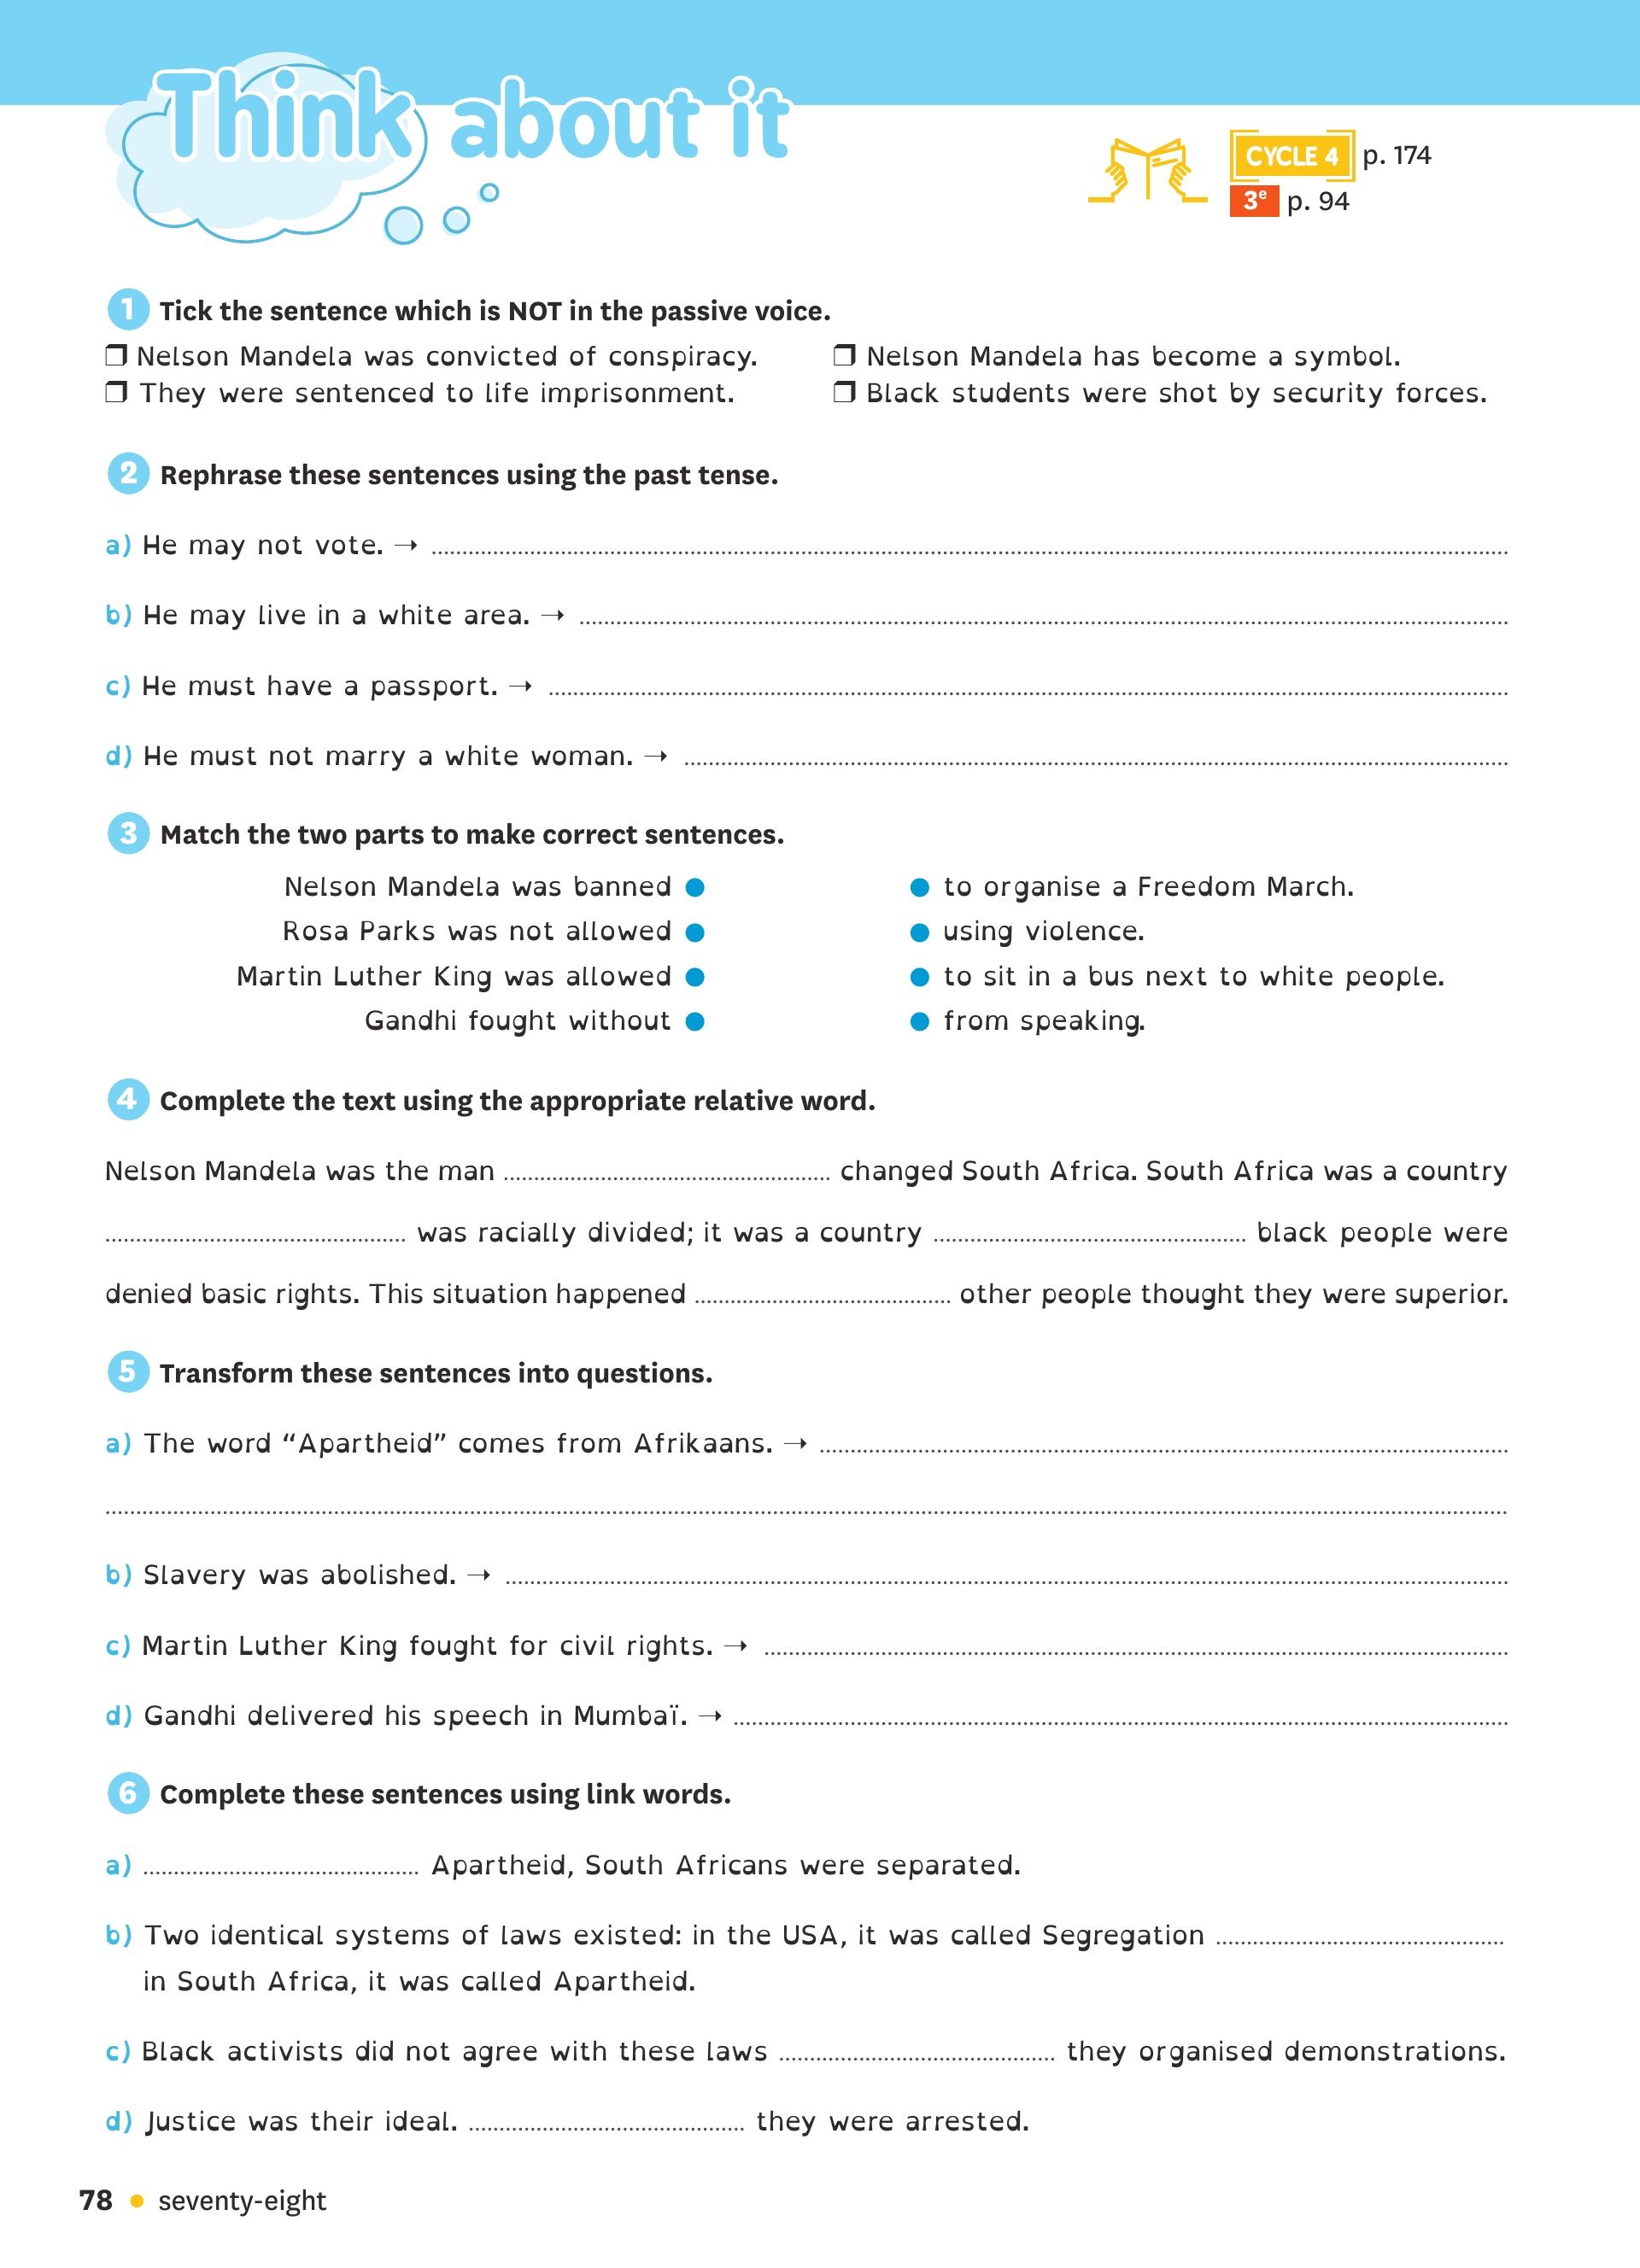 Think about it
CYCLE 4 p. 174
3e p. 94
1 Tick the sentence which is NOT in the passive voice.
❒ Nelson Mandela was convicted of conspiracy. ❒ Nelson Mandela has become a symbol.
❒ They were sentenced to life imprisonment. ❒ Black students were shot by security forces.
2 Rephrase these sentences using the past tense.
a) He may not vote. → ..........
b) He may live in a white area. → ..........
c) He must have a passport. → ..........
d) He must not marry a white woman. → ..........
3 Match the two parts to make correct sentences.
Nelson Mandela was banned ● ● to organise a Freedom March.
Rosa Parks was not allowed ● ● using violence.
Martin Luther King was allowed ● ● to sit in a bus next to white people.
Gandhi fought without ● ● from speaking.
4 Complete the text using the appropriate relative word.
Nelson Mandela was the man .......... changed South Africa. South Africa was a country
.......... was racially divided; it was a country .......... black people were
denied basic rights. This situation happened .......... other people thought they were superior.
5 Transform these sentences into questions.
a) The word “Apartheid” comes from Afrikaans. → ..........
..........
b) Slavery was abolished. → ..........
c) Martin Luther King fought for civil rights. → ..........
d) Gandhi delivered his speech in Mumbaï. → ..........
6 Complete these sentences using link words.
a) .......... Apartheid, South Africans were separated.
b) Two identical systems of laws existed: in the USA, it was called Segregation ..........
in South Africa, it was called Apartheid.
c) Black activists did not agree with these laws .......... they organised demonstrations.
d) Justice was their ideal. .......... they were arrested.
78 • seventy-eight